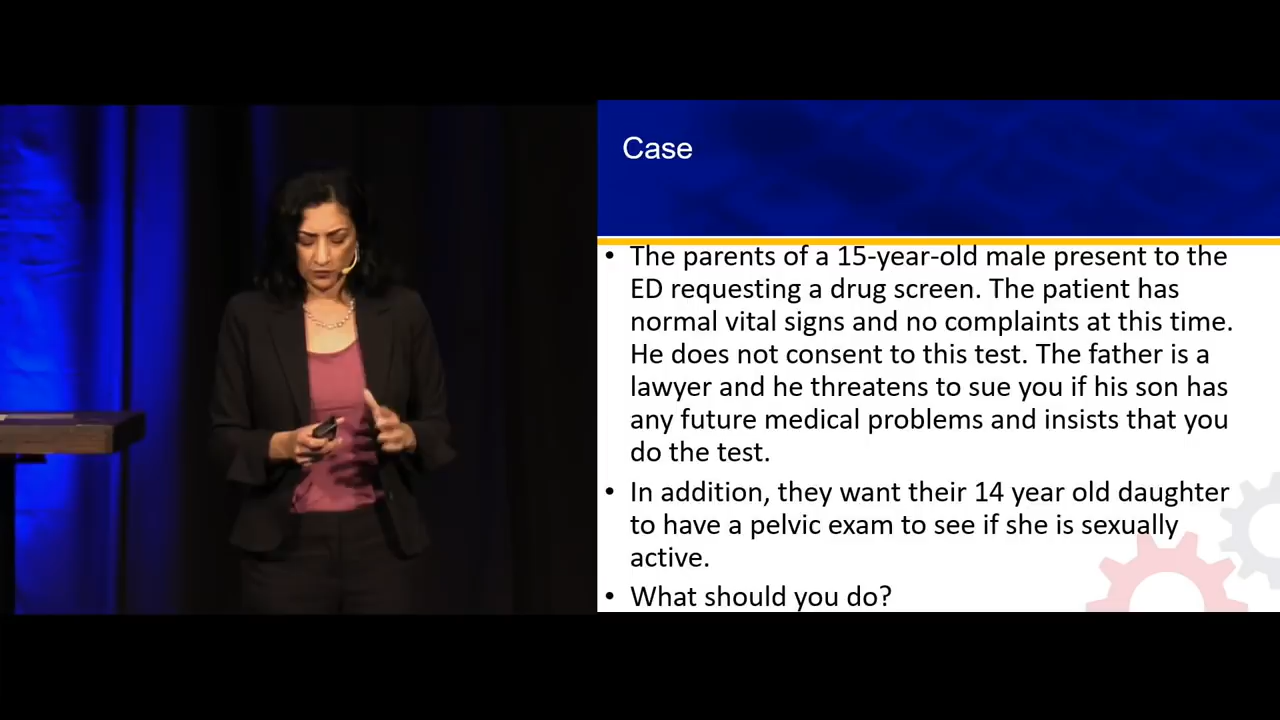 Case
• The parents of a 15-year-old male present to the
ED requesting a drug screen. The patient has
normal vital signs and no complaints at this time.
He does not consent to this test. The father is a
lawyer and he threatens to sue you if his son has
any future medical problems and insists that you
do the test.
• In addition, they want their 14 year old daughter
to have a pelvic exam to see if she is sexually
active.
• What should you do?